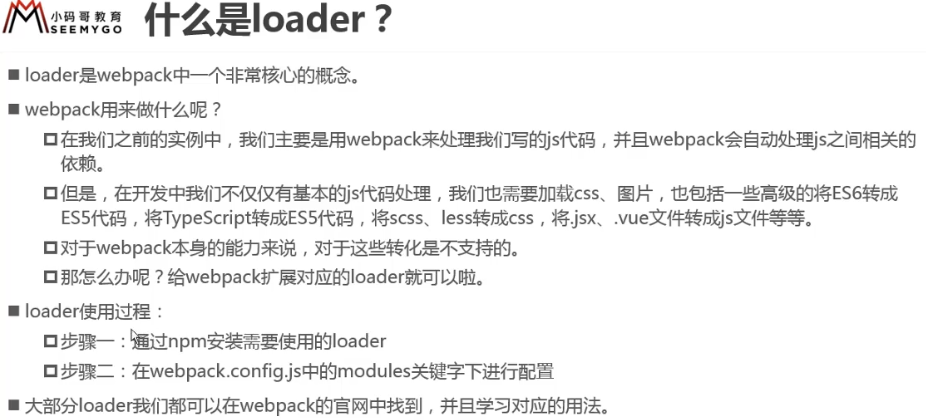 小码哥教育
SEEMYGO
什么是loader？
■ loader是webpack中一个非常核心的概念。
■ webpack用来做什么呢？
在我们之前的实例中，我们主要是用webpack来处理我们写的js代码，并且webpack会自动处理js之间相关的
依赖。
但是，在开发中我们不仅仅有基本的js代码处理，我们也需要加载css、图片，也包括一些高级的将ES6转成
ES5代码，将TypeScript转成ES5代码，将scss、less转成css，将.jsx、.vue文件转成js文件等等。
对于webpack本身的能力来说，对于这些转化是不支持的。
那怎么办呢？给webpack扩展对应的loader就可以啦。
■ loader使用过程：
步骤一：通过npm安装需要使用的loader
步骤二：在webpack.config.js中的modules关键字下进行配置
■ 大部分loader我们都可以在webpack的官网中找到，并且学习对应的用法。